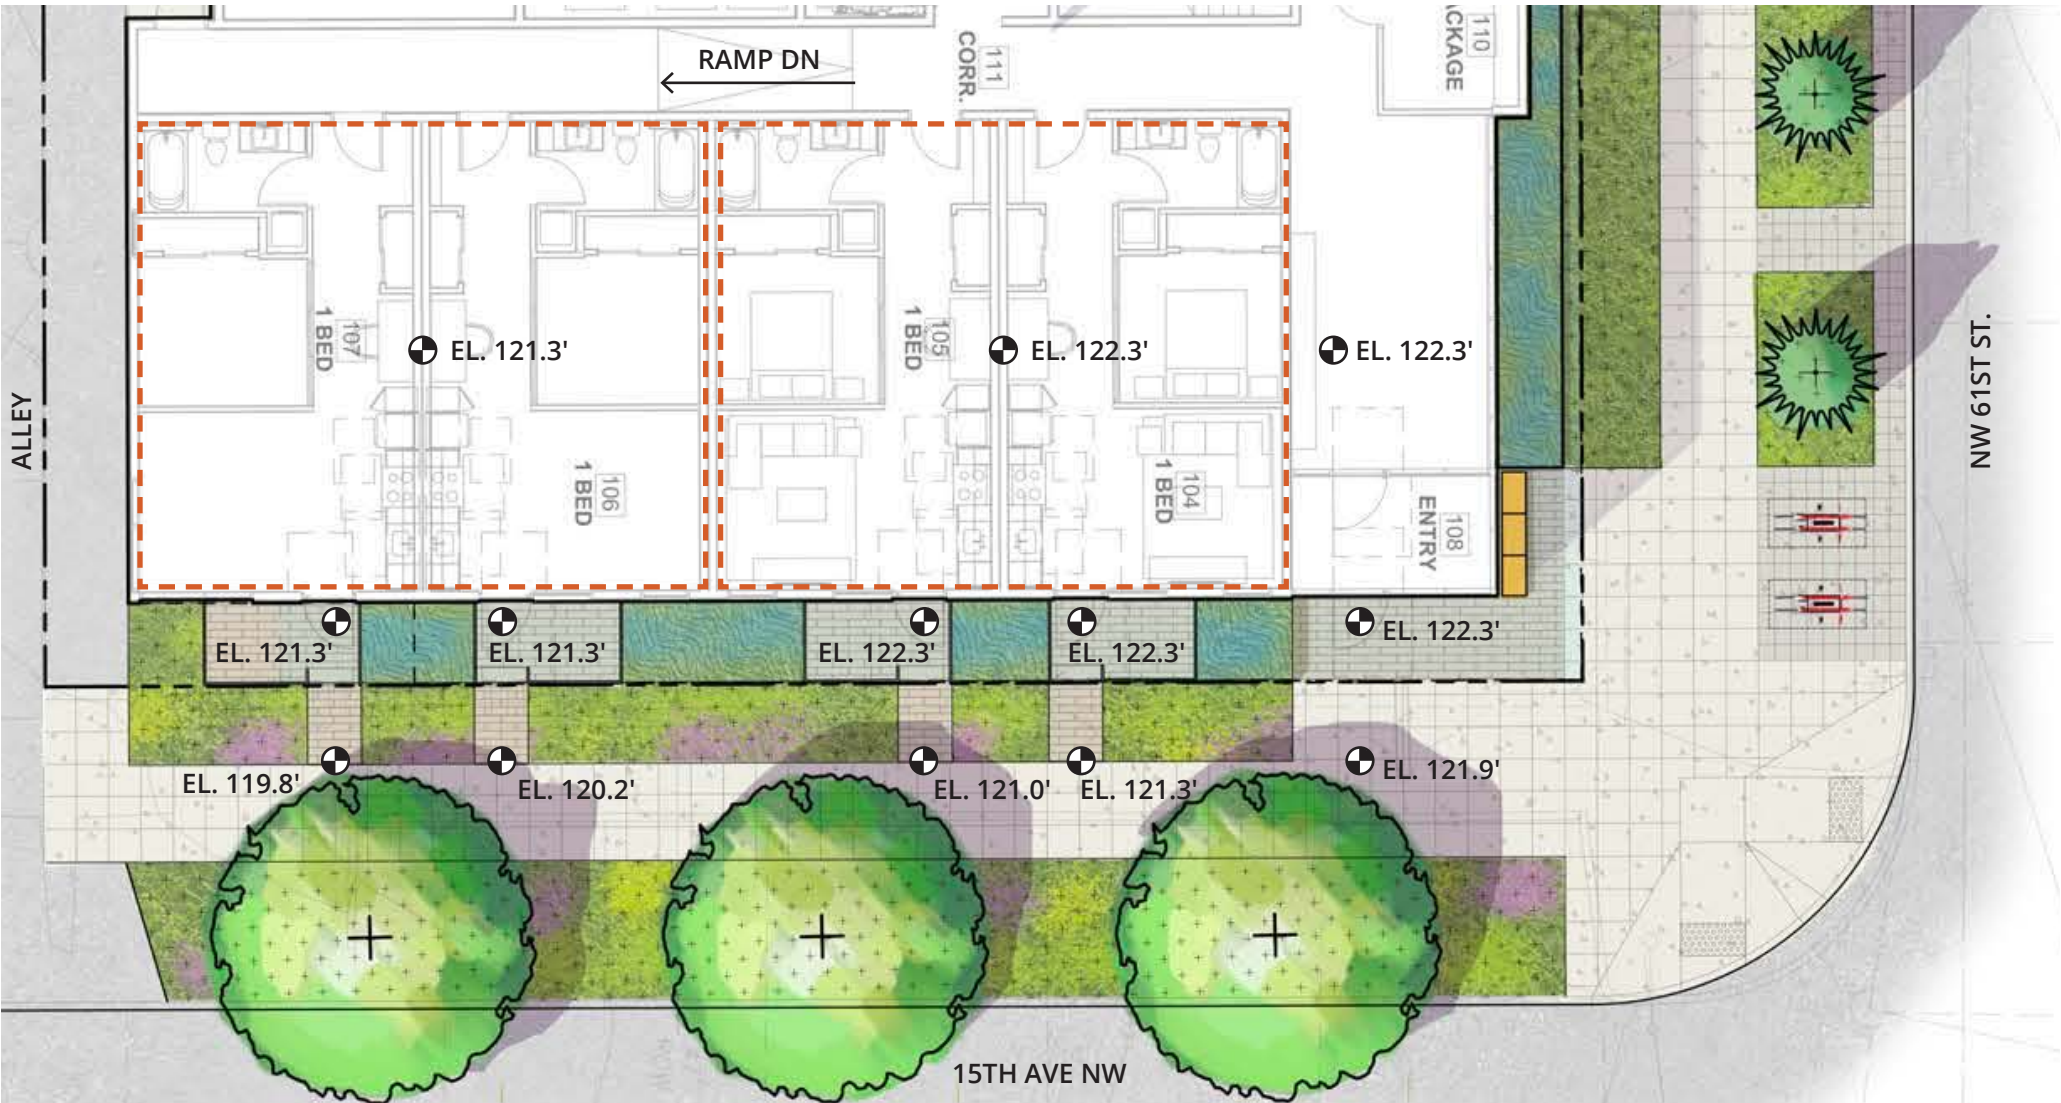 RAMP DN
111
CORR.
110
ACKAGE
107
1 BED
EL. 121.3'
105
1 BED
EL. 122.3'
EL. 122.3'
ALLEY
NW 61ST ST.
106
1 BED
104
1 BED
108
ENTRY
EL. 121.3'
EL. 121.3'
EL. 122.3'
EL. 122.3'
EL. 122.3'
EL. 119.8'
EL. 120.2'
EL. 121.0'
EL. 121.3'
EL. 121.9'
15TH AVE NW